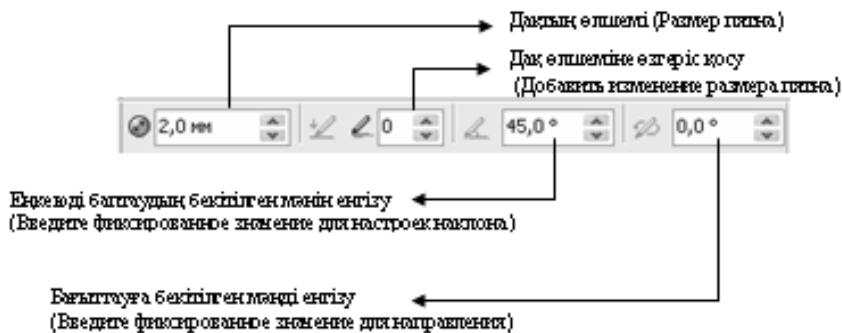 Дақтың өлшемі (Размер пятна)
Дақ өлшеміне өзгеріс қосу
(Добавить изменение размера пятна)
2,0 мм 0 45,0 ° 0,0 °
Еңкеюді баптаудың бекітілген мәнін енгізу
(Введите фиксированное значение для настроек наклона)
Бағыттауға бекітілген мәнді енгізу
(Введите фиксированное значение для направления)